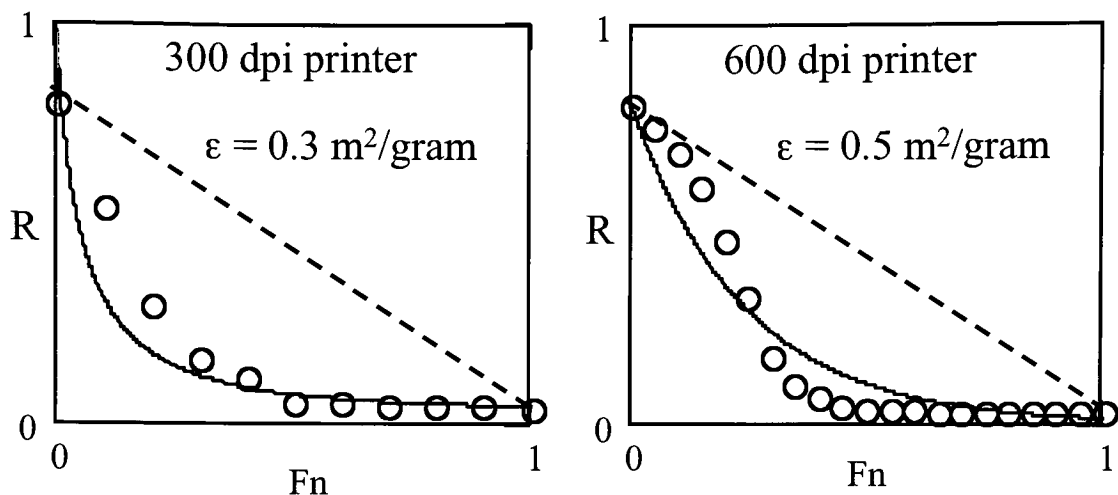 1
300 dpi printer
ε = 0.3 m²/gram
R
0
0
1
Fn
1
600 dpi printer
ε = 0.5 m²/gram
R
0
0
1
Fn